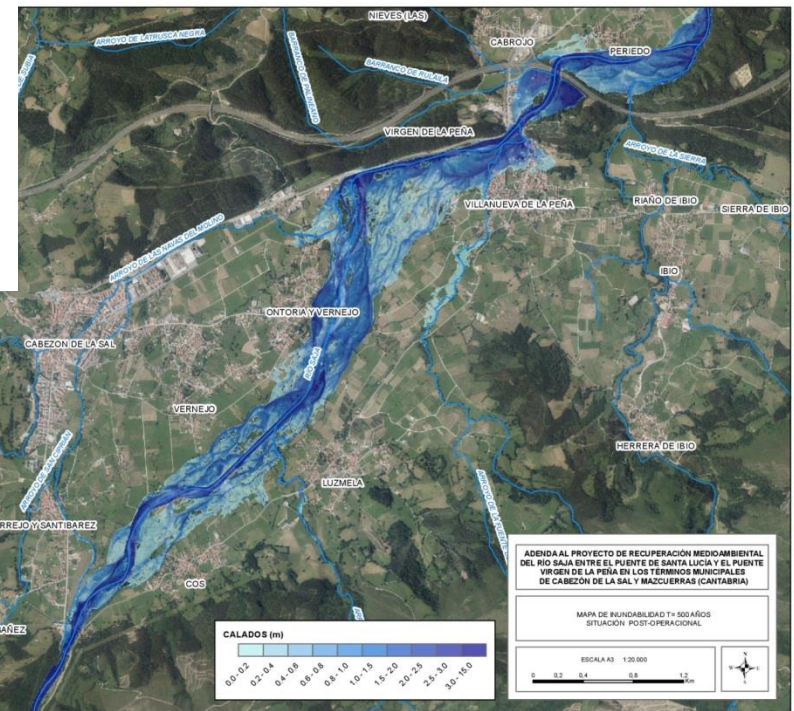 NIEVES (LAS)
ARROYO DE LATRUSCA NEGRA
CABROJO
PERIEDO
BARRANCO DE RULAILA
VIRGEN DE LA PEÑA
ARROYO DE LA SIERRA
VILLANUEVA DE LA PEÑA
RIAÑO DE IBIO
SIERRA DE IBIO
ARROYO DE LAS NAVAS DEL MOLINO
IBIO
ONTORIA Y VERNEJO
CABEZON DE LA SAL
RÍO SAJA
VERNEJO
HERRERA DE IBIO
LUZMELA
RREJO Y SANTIBAREZ
COS
AÑEZ
ADENDA AL PROYECTO DE RECUPERACIÓN MEDIOAMBIENTAL
DEL RÍO SAJA ENTRE EL PUENTE DE SANTA LUCÍA Y EL PUENTE
VIRGEN DE LA PEÑA EN LOS TÉRMINOS MUNICIPALES
DE CABEZÓN DE LA SAL Y MAZCUERRAS (CANTABRIA)
MAPA DE INUNDABILIDAD T= 500 AÑOS
SITUACIÓN POST-OPERACIONAL
CALADOS (m)
0.0 - 0.2
0.2 - 0.4
0.4 - 0.6
0.6 - 0.8
0.8 - 1.0
1.0 - 1.5
1.5 - 2.0
2.0 - 2.5
2.5 - 3.0
3.0 - 15.0
ESCALA A3 1:20.000
0 0,2 0,4 0,8 1,2
Km
N
W E
S